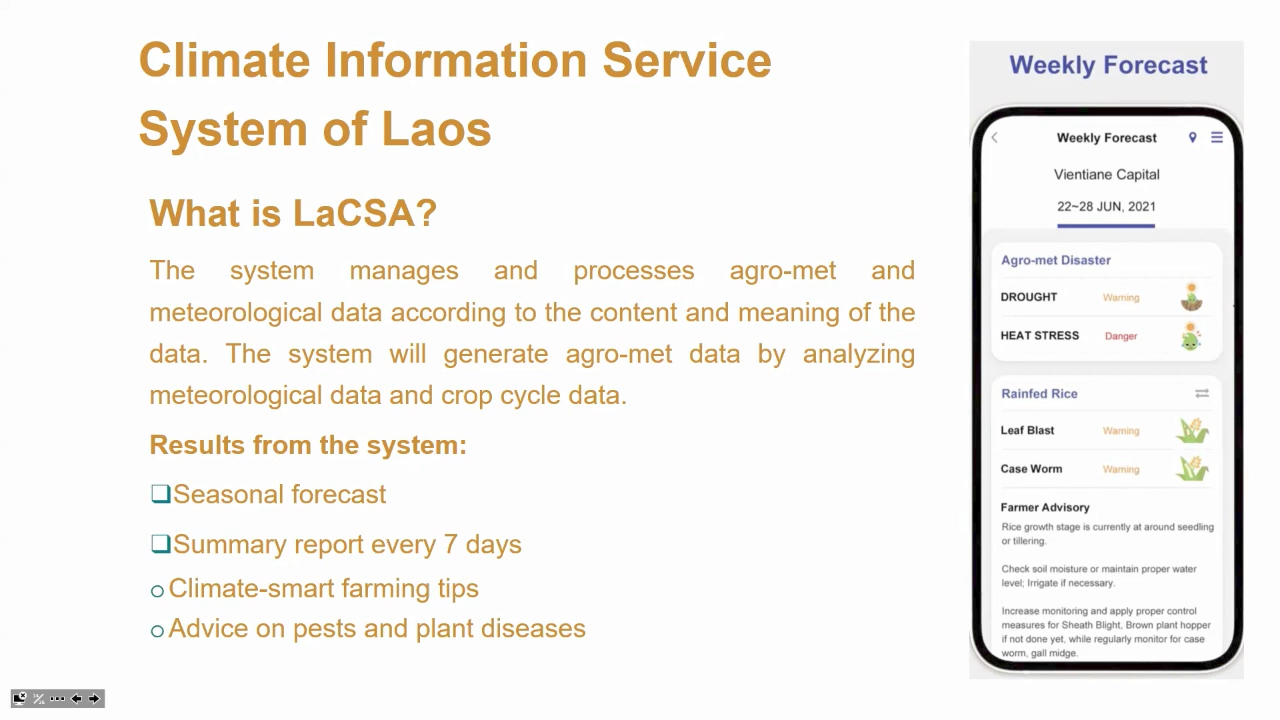 Climate Information Service
System of Laos
What is LaCSA?
The system manages and processes agro-met and
meteorological data according to the content and meaning of the
data. The system will generate agro-met data by analyzing
meteorological data and crop cycle data.
Results from the system:
Seasonal forecast
Summary report every 7 days
Climate-smart farming tips
Advice on pests and plant diseases
Weekly Forecast
Weekly Forecast
Vientiane Capital
22~28 JUN, 2021
Agro-met Disaster
DROUGHT Warning
HEAT STRESS Danger
Rainfed Rice
Leaf Blast Warning
Case Worm Warning
Farmer Advisory
Rice growth stage is currently at around seedling
or tillering.
Check soil moisture or maintain proper water
level; Irrigate if necessary.
Increase monitoring and apply proper control
measures for Sheath Blight, Brown plant hopper
if not done yet, while regularly monitor for case
worm, gall midge.